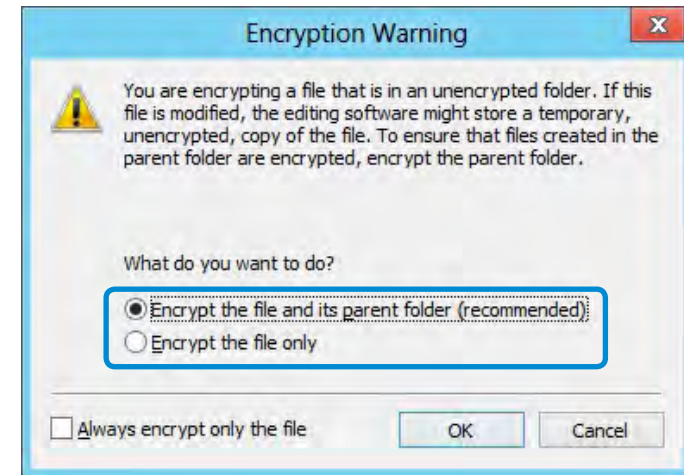 Encryption Warning
You are encrypting a file that is in an unencrypted folder. If this
file is modified, the editing software might store a temporary,
unencrypted, copy of the file. To ensure that files created in the
parent folder are encrypted, encrypt the parent folder.
What do you want to do?
Encrypt the file and its parent folder (recommended)
Encrypt the file only
Always encrypt only the file
OK
Cancel